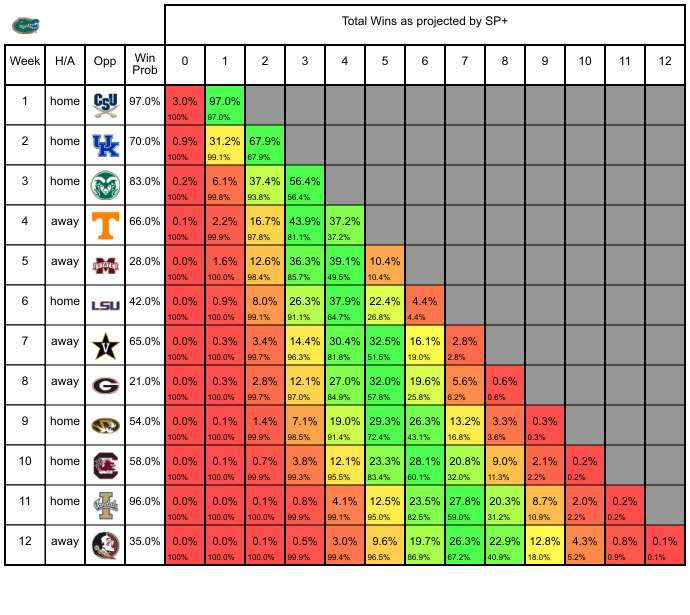 Total Wins as projected by SP+
Week H/A Opp Win Prob 0 1 2 3 4 5 6 7 8 9 10 11 12
1 home CSU 97.0% 3.0% 97.0%
100% 97.0%
2 home UK 70.0% 0.9% 31.2% 67.9%
100% 99.1% 67.9%
3 home 83.0% 0.2% 6.1% 37.4% 56.4%
100% 99.8% 93.8% 56.4%
4 away T 66.0% 0.1% 2.2% 16.7% 43.9% 37.2%
100% 99.9% 97.8% 81.1% 37.2%
5 away M STATE 28.0% 0.0% 1.6% 12.6% 36.3% 39.1% 10.4%
100% 100.0% 98.4% 85.7% 49.5% 10.4%
6 home LSU 42.0% 0.0% 0.9% 8.0% 26.3% 37.9% 22.4% 4.4%
100% 100.0% 99.1% 91.1% 64.7% 26.8% 4.4%
7 away V 65.0% 0.0% 0.3% 3.4% 14.4% 30.4% 32.5% 16.1% 2.8%
100% 100.0% 99.7% 96.3% 81.8% 51.5% 19.0% 2.8%
8 away G 21.0% 0.0% 0.3% 2.8% 12.1% 27.0% 32.0% 19.6% 5.6% 0.6%
100% 100.0% 99.7% 97.0% 84.9% 57.8% 25.8% 6.2% 0.6%
9 home 54.0% 0.0% 0.1% 1.4% 7.1% 19.0% 29.3% 26.3% 13.2% 3.3% 0.3%
100% 100.0% 99.9% 98.5% 91.4% 72.4% 43.1% 16.8% 3.6% 0.3%
10 home C 58.0% 0.0% 0.1% 0.7% 3.8% 12.1% 23.3% 28.1% 20.8% 9.0% 2.1% 0.2%
100% 100.0% 99.9% 99.3% 95.5% 83.4% 60.1% 32.0% 11.3% 2.2% 0.2%
11 home I 96.0% 0.0% 0.0% 0.1% 0.8% 4.1% 12.5% 23.5% 27.8% 20.3% 8.7% 2.0% 0.2%
100% 100.0% 100.0% 99.9% 99.1% 95.0% 82.5% 59.0% 31.2% 10.9% 2.2% 0.2%
12 away 35.0% 0.0% 0.0% 0.1% 0.5% 3.0% 9.6% 19.7% 26.3% 22.9% 12.8% 4.3% 0.8% 0.1%
100% 100.0% 100.0% 99.9% 99.4% 96.5% 86.9% 67.2% 40.9% 18.0% 5.2% 0.9% 0.1%